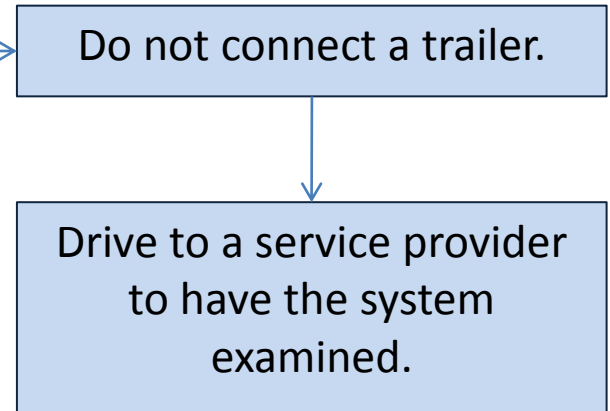 Do not connect a trailer.
Drive to a service provider
to have the system
examined.